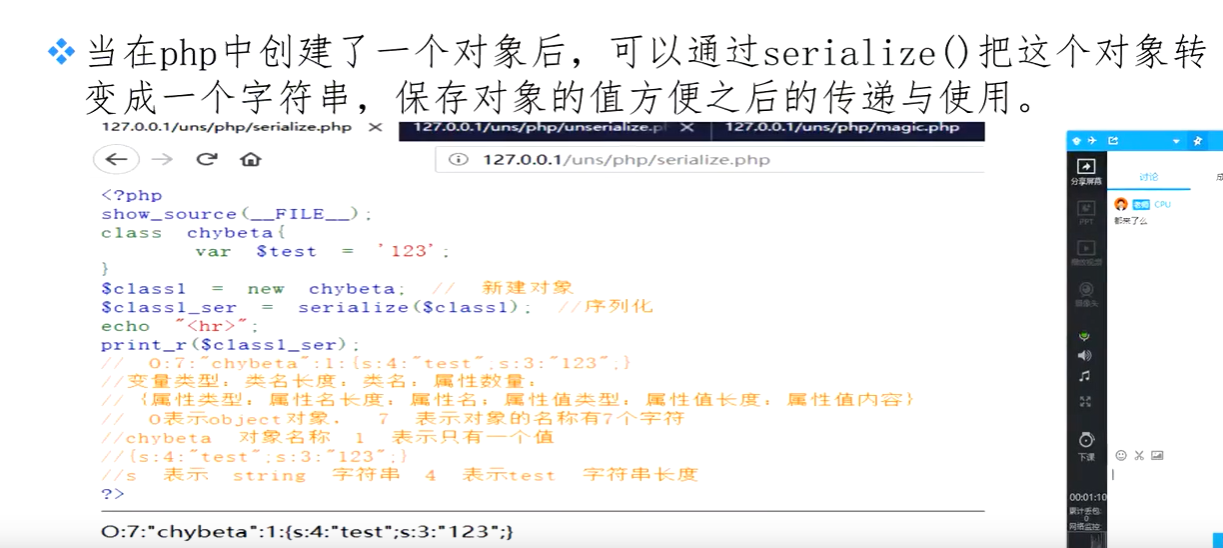 当在php中创建了一个对象后，可以通过serialize()把这个对象转
变成一个字符串，保存对象的值方便之后的传递与使用。
127.0.0.1/uns/php/serialize.php × 127.0.0.1/uns/php/unserialize.p × 127.0.0.1/uns/php/magic.php
127.0.0.1/uns/php/serialize.php
<?php
show_source(__FILE__);
class chybeta{
var $test = '123';
}
$class1 = new chybeta; // 新建对象
$class1_ser = serialize($class1); //序列化
echo "<hr>";
print_r($class1_ser);
// O:7:"chybeta":1:{s:4:"test";s:3:"123";}
//变量类型：类名长度：类名：属性数量：
// {属性类型：属性名长度：属性名；属性值类型：属性值长度：属性值内容}
// O表示object对象， 7 表示对象的名称有7个字符
//chybeta 对象名称 1 表示只有一个值
//{s:4:"test";s:3:"123";}
//s 表示 string 字符串 4 表示test 字符串长度
?>
O:7:"chybeta":1:{s:4:"test";s:3:"123";}
分享屏幕
PPT
播放视频
摄像头
下课
00:01:10
累计丢包:
0
网络监控:
讨论
成
老师 CPU
都来了么